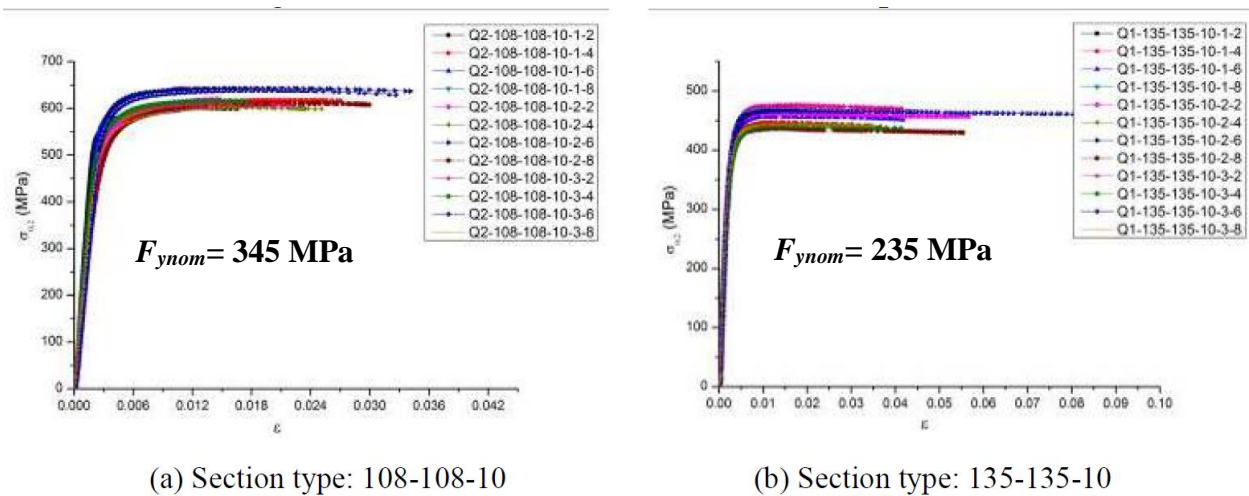 700
600
500
400
300
200
100
0
σ₀.₂ (MPa)
F_ynom= 345 MPa
Q2-108-108-10-1-2
Q2-108-108-10-1-4
Q2-108-108-10-1-6
Q2-108-108-10-1-8
Q2-108-108-10-2-2
Q2-108-108-10-2-4
Q2-108-108-10-2-6
Q2-108-108-10-2-8
Q2-108-108-10-3-2
Q2-108-108-10-3-4
Q2-108-108-10-3-6
Q2-108-108-10-3-8
0.000 0.006 0.012 0.018 0.024 0.030 0.036 0.042
ε
(a) Section type: 108-108-10
500
400
300
200
100
0
σ₀.₂ (MPa)
F_ynom= 235 MPa
Q1-135-135-10-1-2
Q1-135-135-10-1-4
Q1-135-135-10-1-6
Q1-135-135-10-1-8
Q1-135-135-10-2-2
Q1-135-135-10-2-4
Q1-135-135-10-2-6
Q1-135-135-10-2-8
Q1-135-135-10-3-2
Q1-135-135-10-3-4
Q1-135-135-10-3-6
Q1-135-135-10-3-8
0.00 0.01 0.02 0.03 0.04 0.05 0.06 0.07 0.08 0.09 0.10
ε
(b) Section type: 135-135-10